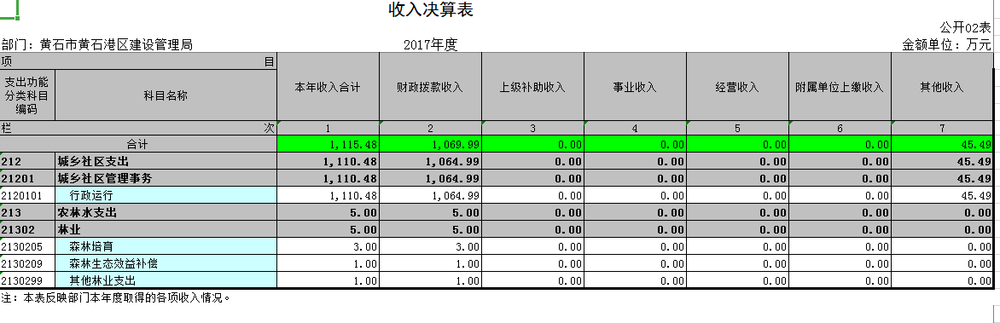 收入决算表
公开02表
部门：黄石市黄石港区建设管理局 2017年度 金额单位：万元
项 目 本年收入合计 财政拨款收入 上级补助收入 事业收入 经营收入 附属单位上缴收入 其他收入
支出功能分类科目编码 科目名称
栏 次 1 2 3 4 5 6 7
合计 1,115.48 1,069.99 0.00 0.00 0.00 0.00 45.49
212 城乡社区支出 1,110.48 1,064.99 0.00 0.00 0.00 0.00 45.49
21201 城乡社区管理事务 1,110.48 1,064.99 0.00 0.00 0.00 0.00 45.49
2120101 行政运行 1,110.48 1,064.99 0.00 0.00 0.00 0.00 45.49
213 农林水支出 5.00 5.00 0.00 0.00 0.00 0.00 0.00
21302 林业 5.00 5.00 0.00 0.00 0.00 0.00 0.00
2130205 森林培育 3.00 3.00 0.00 0.00 0.00 0.00 0.00
2130209 森林生态效益补偿 1.00 1.00 0.00 0.00 0.00 0.00 0.00
2130299 其他林业支出 1.00 1.00 0.00 0.00 0.00 0.00 0.00
注：本表反映部门本年度取得的各项收入情况。